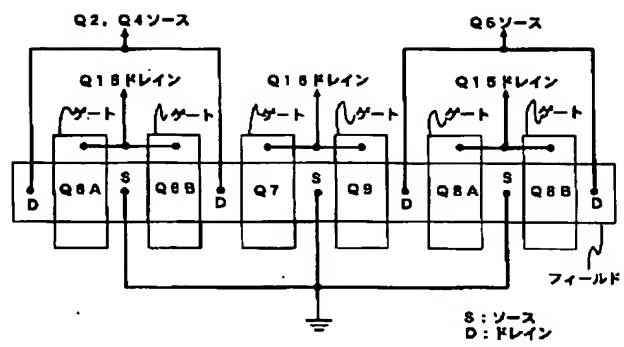 Q2, Q4ソース
Q5ソース
Q16ドレイン
Q15ドレイン
Q15ドレイン
ゲート
ゲート
ゲート
ゲート
ゲート
ゲート
D
Q6A
S
Q6B
D
Q7
S
Q9
D
Q8A
S
Q8B
D
フィールド
S:ソース
D:ドレイン